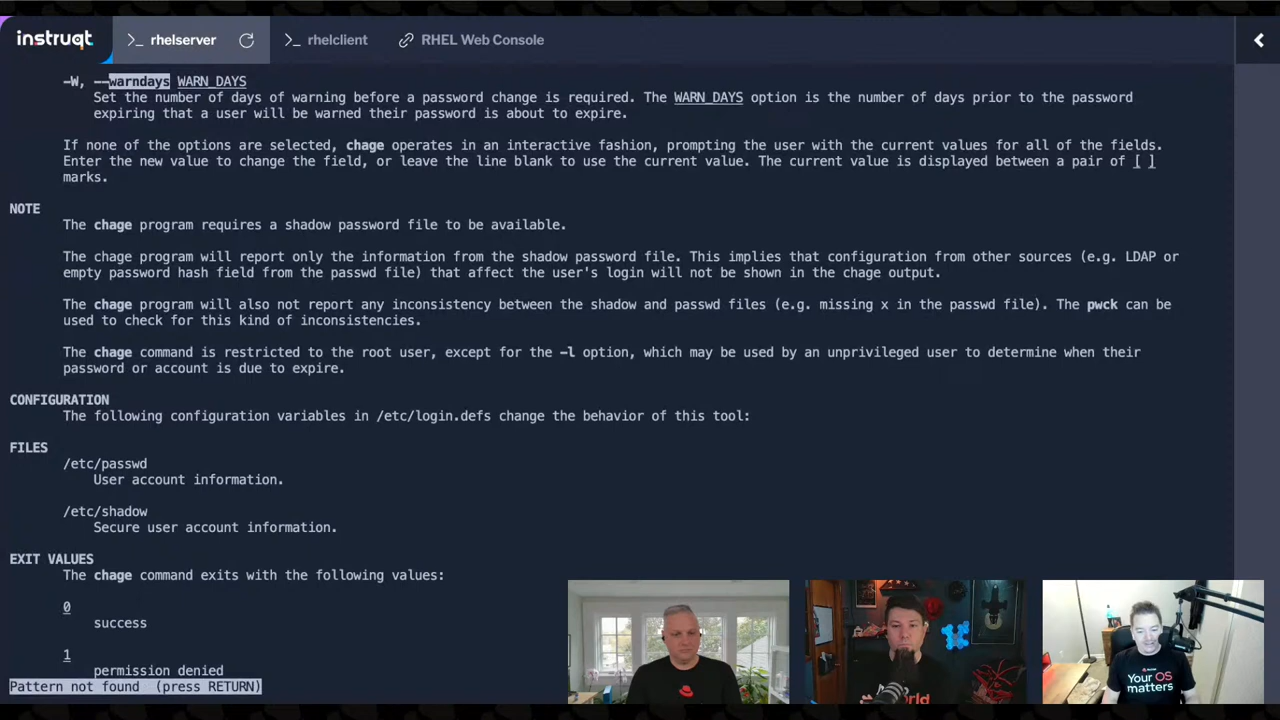 instruqt
rhelserver
rhelclient
RHEL Web Console
-W, --warndays WARN_DAYS
Set the number of days of warning before a password change is required. The WARN_DAYS option is the number of days prior to the password
expiring that a user will be warned their password is about to expire.
If none of the options are selected, chage operates in an interactive fashion, prompting the user with the current values for all of the fields.
Enter the new value to change the field, or leave the line blank to use the current value. The current value is displayed between a pair of [ ]
marks.
NOTE
The chage program requires a shadow password file to be available.
The chage program will report only the information from the shadow password file. This implies that configuration from other sources (e.g. LDAP or
empty password hash field from the passwd file) that affect the user's login will not be shown in the chage output.
The chage program will also not report any inconsistency between the shadow and passwd files (e.g. missing x in the passwd file). The pwck can be
used to check for this kind of inconsistencies.
The chage command is restricted to the root user, except for the -l option, which may be used by an unprivileged user to determine when their
password or account is due to expire.
CONFIGURATION
The following configuration variables in /etc/login.defs change the behavior of this tool:
FILES
/etc/passwd
User account information.
/etc/shadow
Secure user account information.
EXIT VALUES
The chage command exits with the following values:
0
success
1
permission denied
Pattern not found (press RETURN)
Your OS
matters